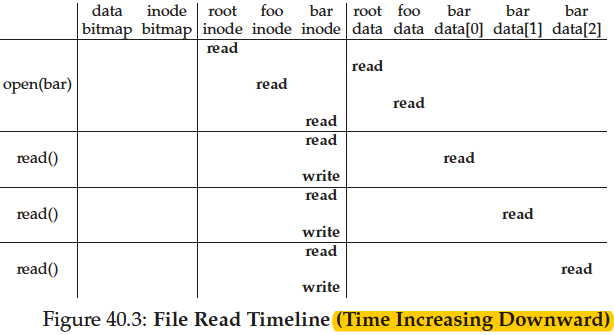 data inode root foo bar root foo bar bar bar
bitmap bitmap inode inode inode data data data[0] data[1] data[2]
read
read
open(bar) read
read
read
read
read() read
write
read
read() read
write
read
read() read
write
Figure 40.3: File Read Timeline (Time Increasing Downward)